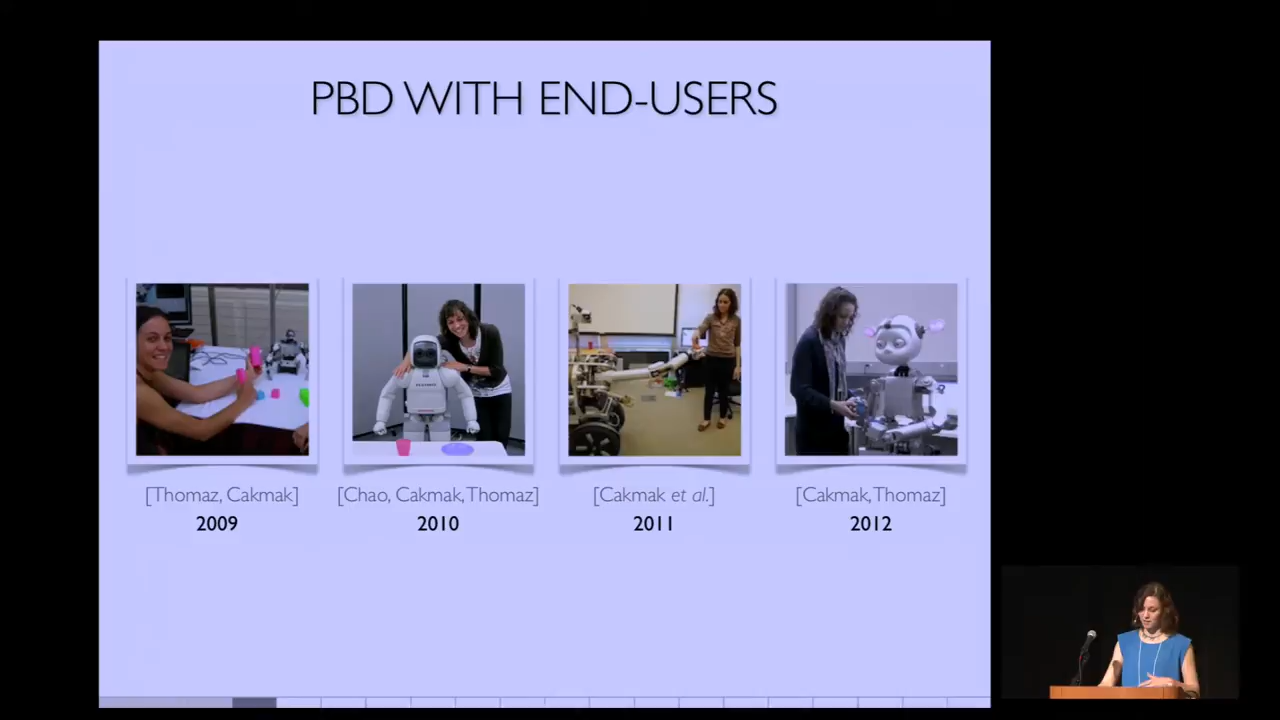 PBD WITH END-USERS
[Thomaz, Cakmak]
2009
[Chao, Cakmak, Thomaz]
2010
[Cakmak et al.]
2011
[Cakmak, Thomaz]
2012